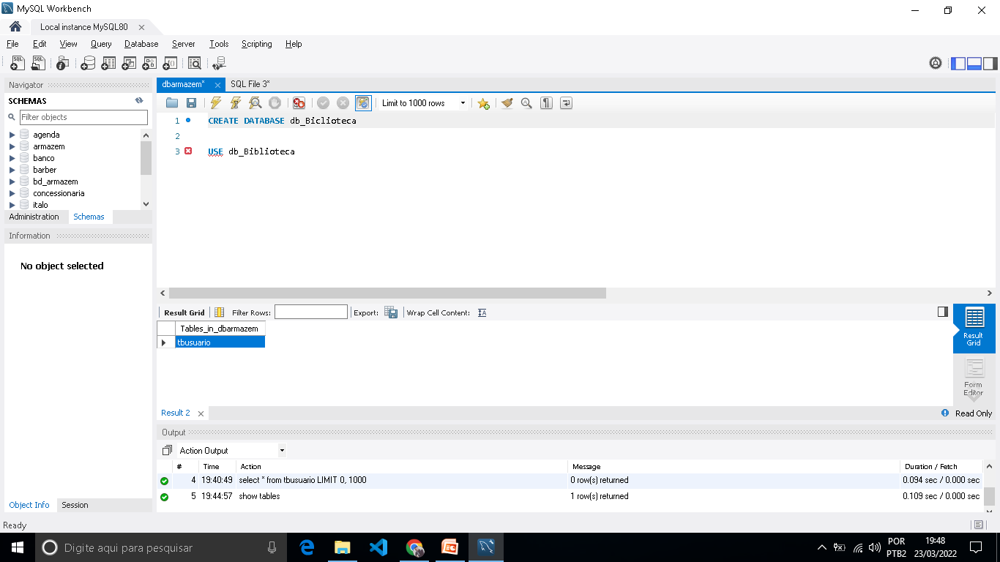 MySQL Workbench
Local instance MySQL80
File Edit View Query Database Server Tools Scripting Help
Navigator
SCHEMAS
Filter objects
agenda
armazem
banco
barber
bd_armazem
concessionaria
italo
Administration Schemas
Information
No object selected
Object Info Session
dbarmazem* SQL File 3*
Limit to 1000 rows
1 CREATE DATABASE db_Biclioteca
2
3 USE db_Biblioteca
Result Grid Filter Rows: Export: Wrap Cell Content:
Tables_in_dbarmazem
tbusuario
Result Grid
Form Editor
Result 2
Read Only
Output
Action Output
# Time Action Message Duration / Fetch
4 19:40:49 select * from tbusuario LIMIT 0, 1000 0 row(s) returned 0.094 sec / 0.000 sec
5 19:44:57 show tables 1 row(s) returned 0.109 sec / 0.000 sec
Ready
Digite aqui para pesquisar
POR
PTB2
19:48
23/03/2022